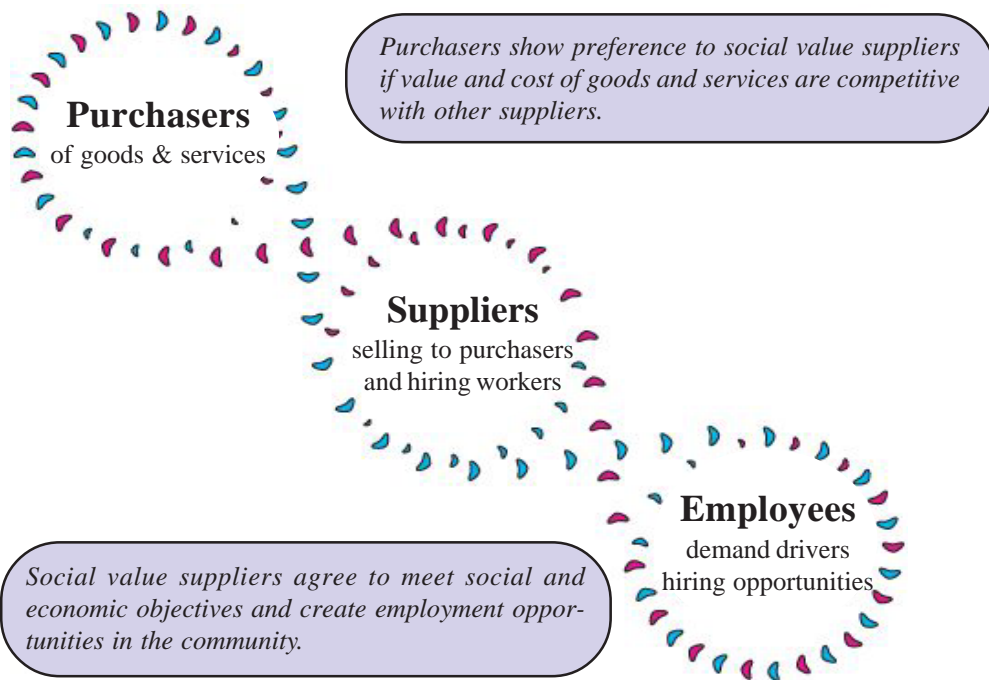 Purchasers show preference to social value suppliers
if value and cost of goods and services are competitive
with other suppliers.
Purchasers
of goods & services
Suppliers
selling to purchasers
and hiring workers
Employees
demand drivers
hiring opportunities
Social value suppliers agree to meet social and
economic objectives and create employment oppor-
tunities in the community.